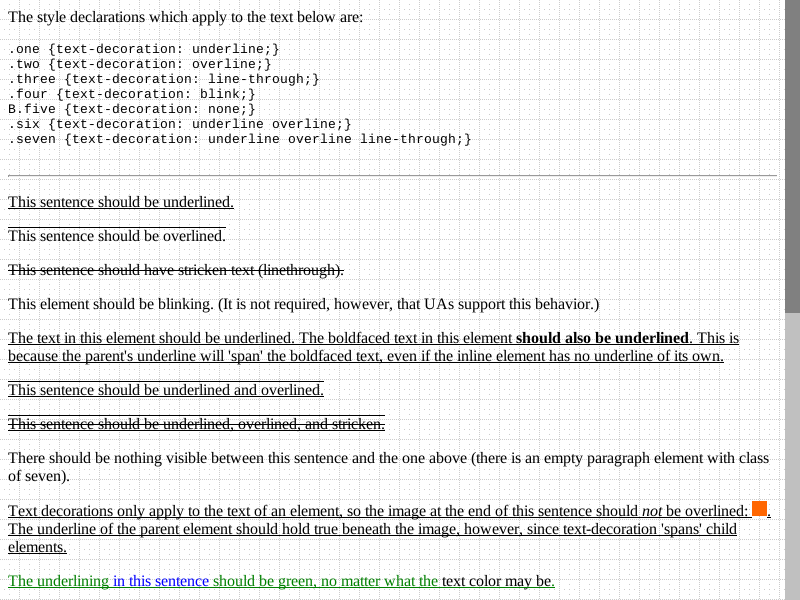 The style declarations which apply to the text below are:
.one {text-decoration: underline;}
.two {text-decoration: overline;}
.three {text-decoration: line-through;}
.four {text-decoration: blink;}
B.five {text-decoration: none;}
.six {text-decoration: underline overline;}
.seven {text-decoration: underline overline line-through;}
This sentence should be underlined.
This sentence should be overlined.
This sentence should have stricken text (linethrough).
This element should be blinking. (It is not required, however, that UAs support this behavior.)
The text in this element should be underlined. The boldfaced text in this element should also be underlined. This is
because the parent's underline will 'span' the boldfaced text, even if the inline element has no underline of its own.
This sentence should be underlined and overlined.
This sentence should be underlined, overlined, and stricken.
There should be nothing visible between this sentence and the one above (there is an empty paragraph element with class
of seven).
Text decorations only apply to the text of an element, so the image at the end of this sentence should not be overlined: .
The underline of the parent element should hold true beneath the image, however, since text-decoration 'spans' child
elements.
The underlining in this sentence should be green, no matter what the text color may be.